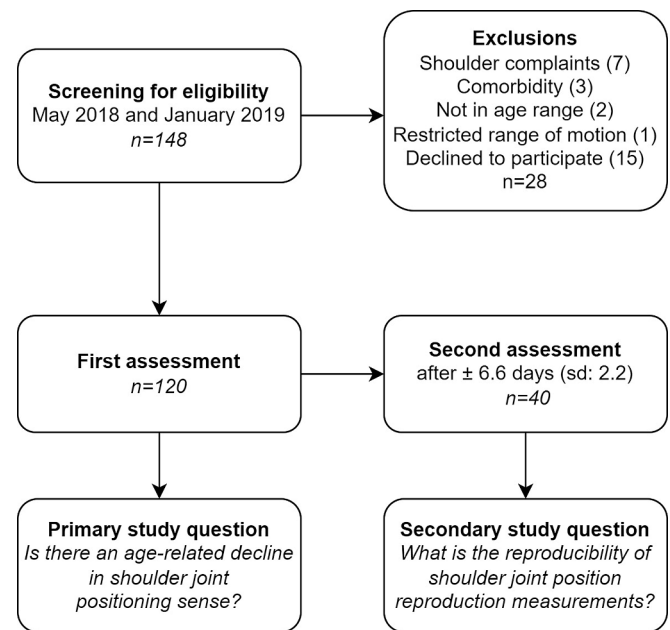 Screening for eligibility
May 2018 and January 2019
n=148
Exclusions
Shoulder complaints (7)
Comorbidity (3)
Not in age range (2)
Restricted range of motion (1)
Declined to participate (15)
n=28
First assessment
n=120
Second assessment
after ± 6.6 days (sd: 2.2)
n=40
Primary study question
Is there an age-related decline
in shoulder joint
positioning sense?
Secondary study question
What is the reproducibility of
shoulder joint position
reproduction measurements?